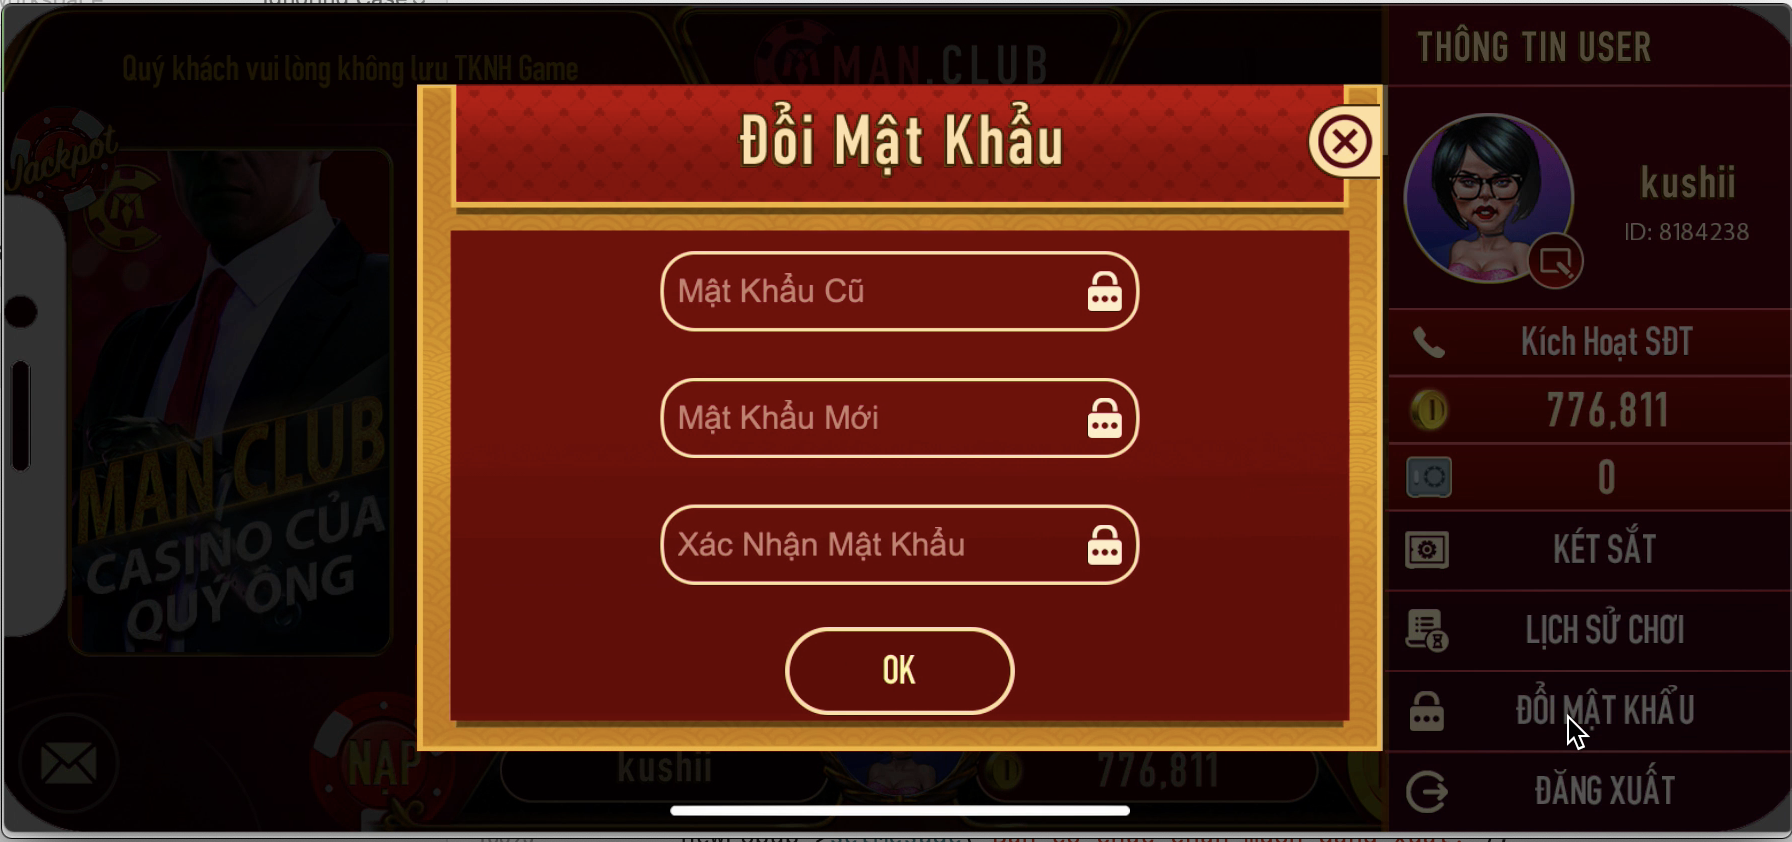 Quý khách vui lòng không lưu TKNH Game
MAN.CLUB
THÔNG TIN USER
Jackpot
Đổi Mật Khẩu
kushii
ID: 8184238
Mật Khẩu Cũ
Kích Hoạt SĐT
Mật Khẩu Mới
776,811
0
MAN CLUB
CASINO CỦA
QUÝ ÔNG
Xác Nhận Mật Khẩu
KÉT SẮT
LỊCH SỬ CHƠI
OK
ĐỔI MẬT KHẨU
NẠP
kushii
776,811
ĐĂNG XUẤT